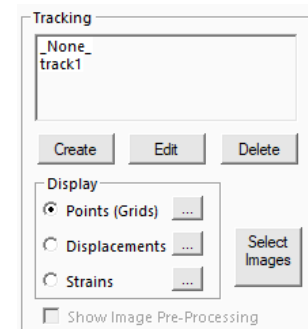 Tracking
_None_
track1
Create Edit Delete
Display
Points (Grids) ...
Displacements ...
Strains ...
Select
Images
Show Image Pre-Processing